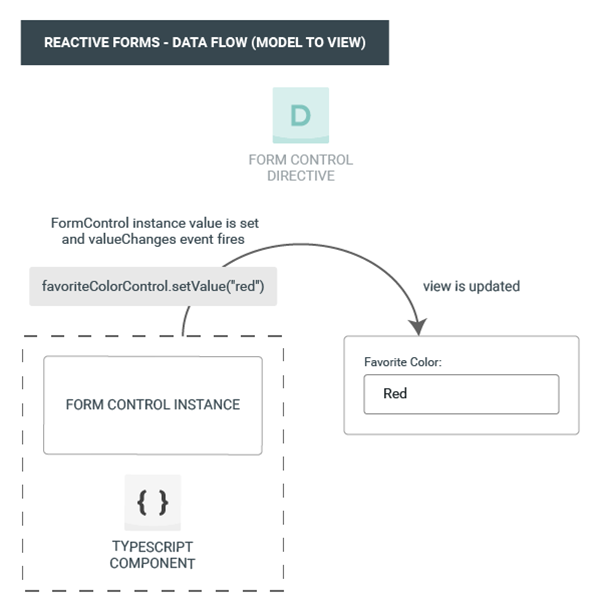 REACTIVE FORMS - DATA FLOW (MODEL TO VIEW)
D
FORM CONTROL
DIRECTIVE
FormControl instance value is set
and valueChanges event fires
favoriteColorControl.setValue("red")
view is updated
Favorite Color:
Red
FORM CONTROL INSTANCE
{ }
TYPESCRIPT
COMPONENT